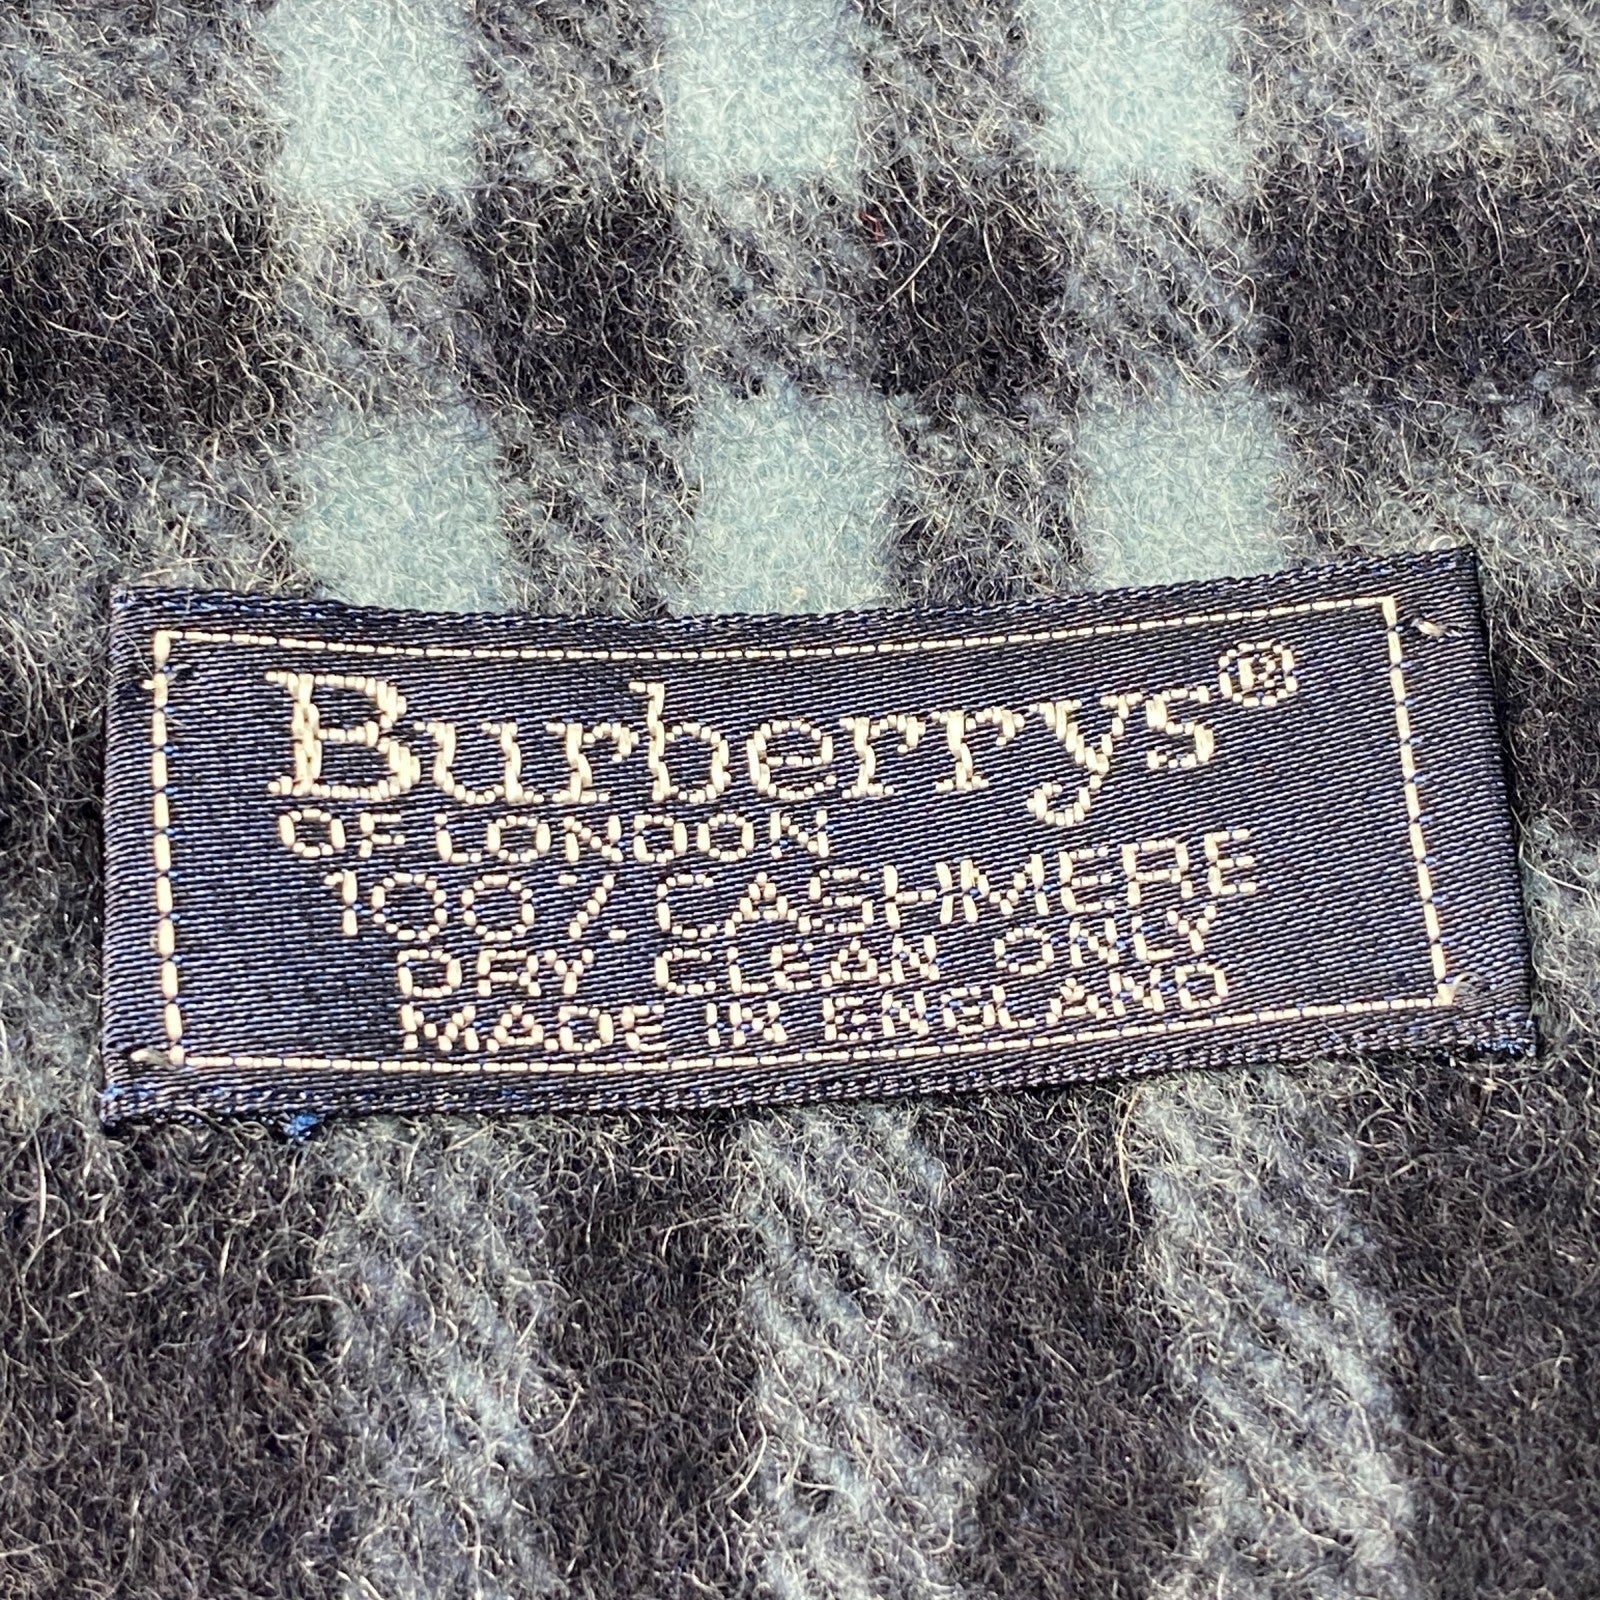 Burberrys®
OF LONDON
100% CASHMERE
DRY CLEAN ONLY
MADE IN ENGLAND